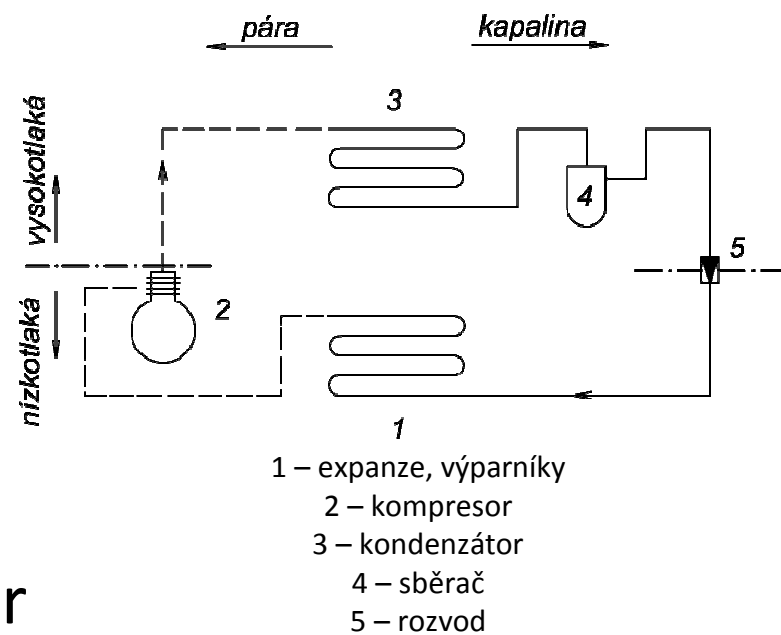 pára
kapalina
vysokotlaká
nízkotlaká
3
4
5
2
1
1 – expanze, výparníky
2 – kompresor
3 – kondenzátor
4 – sběrač
5 – rozvod
r